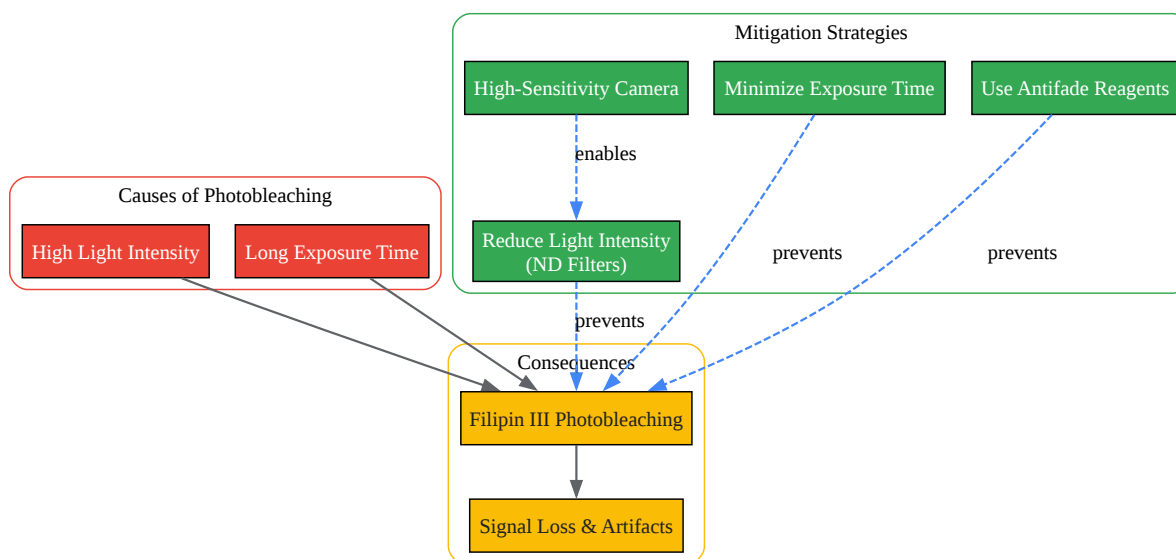 Mitigation Strategies
High-Sensitivity Camera
Minimize Exposure Time
Use Antifade Reagents
enables
Causes of Photobleaching
High Light Intensity
Long Exposure Time
Reduce Light Intensity
(ND Filters)
prevents
prevents
prevents
Consequences
Filipin III Photobleaching
Signal Loss & Artifacts